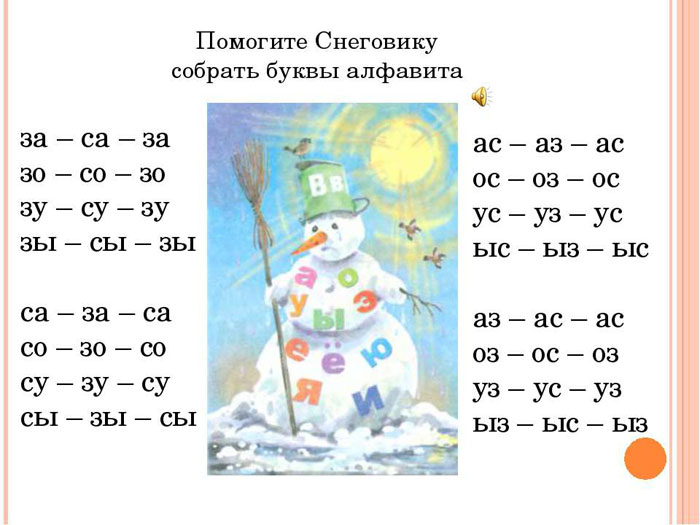 Помогите Снеговику
собрать буквы алфавита
за – са – за
зо – со – зо
зу – су – зу
зы – сы – зы
са – за – са
со – зо – со
су – зу – су
сы – зы – сы
Вв
а о
у ы э
е ё ю
я и
ас – аз – ас
ос – оз – ос
ус – уз – ус
ыс – ыз – ыс
аз – ас – ас
оз – ос – оз
уз – ус – уз
ыз – ыс – ыз